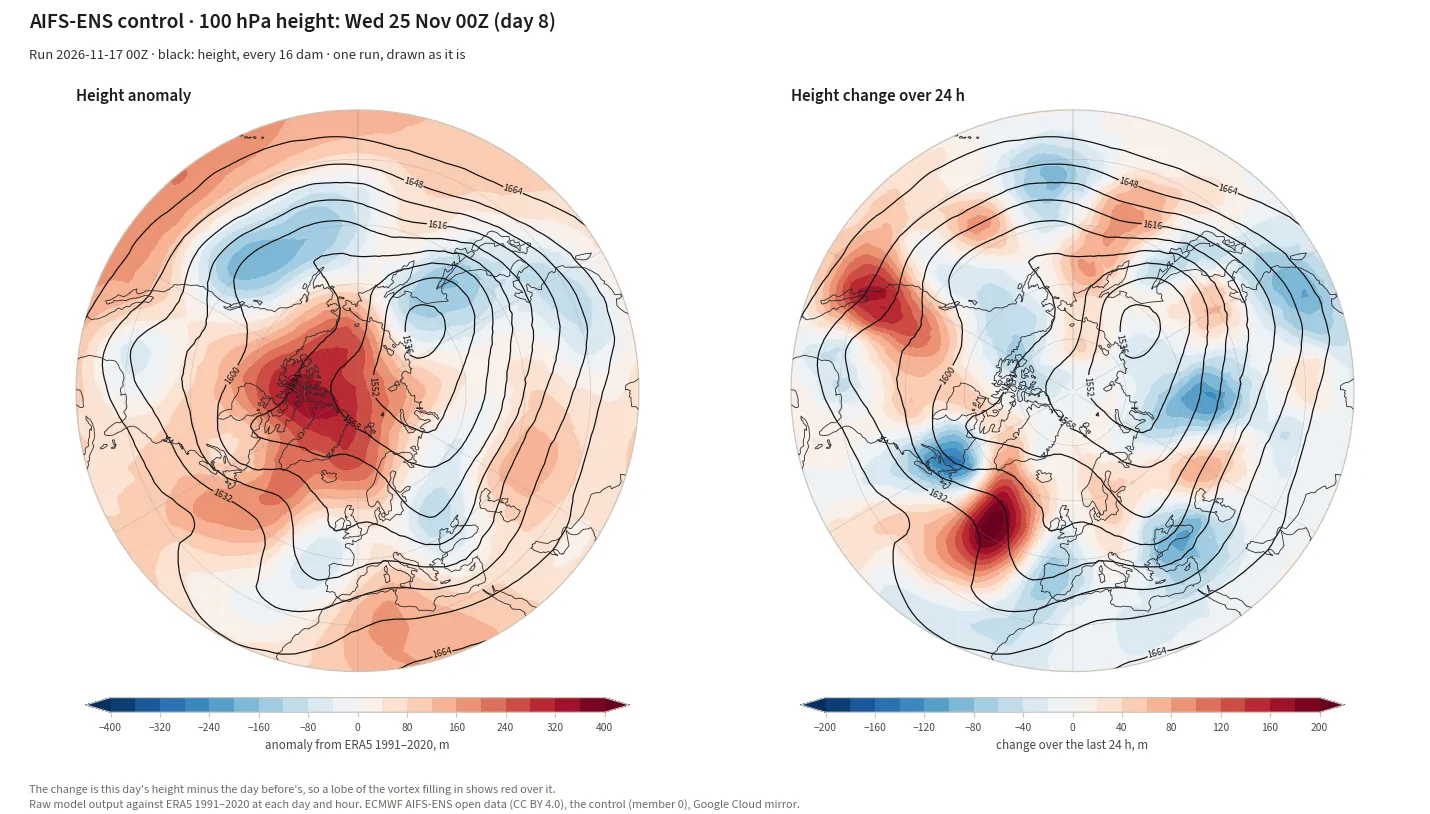 AIFS-ENS control · 100 hPa height: Wed 25 Nov 00Z (day 8)
Run 2026-11-17 00Z · black: height, every 16 dam · one run, drawn as it is
Height anomaly
Height change over 24 h
1648
1664
1616
1536
1600
1552
1568
1632
1664
1648
1664
1616
1536
1600
1552
1568
1632
1664
−400 −320 −240 −160 −80 0 80 160 240 320 400
anomaly from ERA5 1991–2020, m
−200 −160 −120 −80 −40 0 40 80 120 160 200
change over the last 24 h, m
The change is this day's height minus the day before's, so a lobe of the vortex filling in shows red over it.
Raw model output against ERA5 1991–2020 at each day and hour. ECMWF AIFS-ENS open data (CC BY 4.0), the control (member 0), Google Cloud mirror.